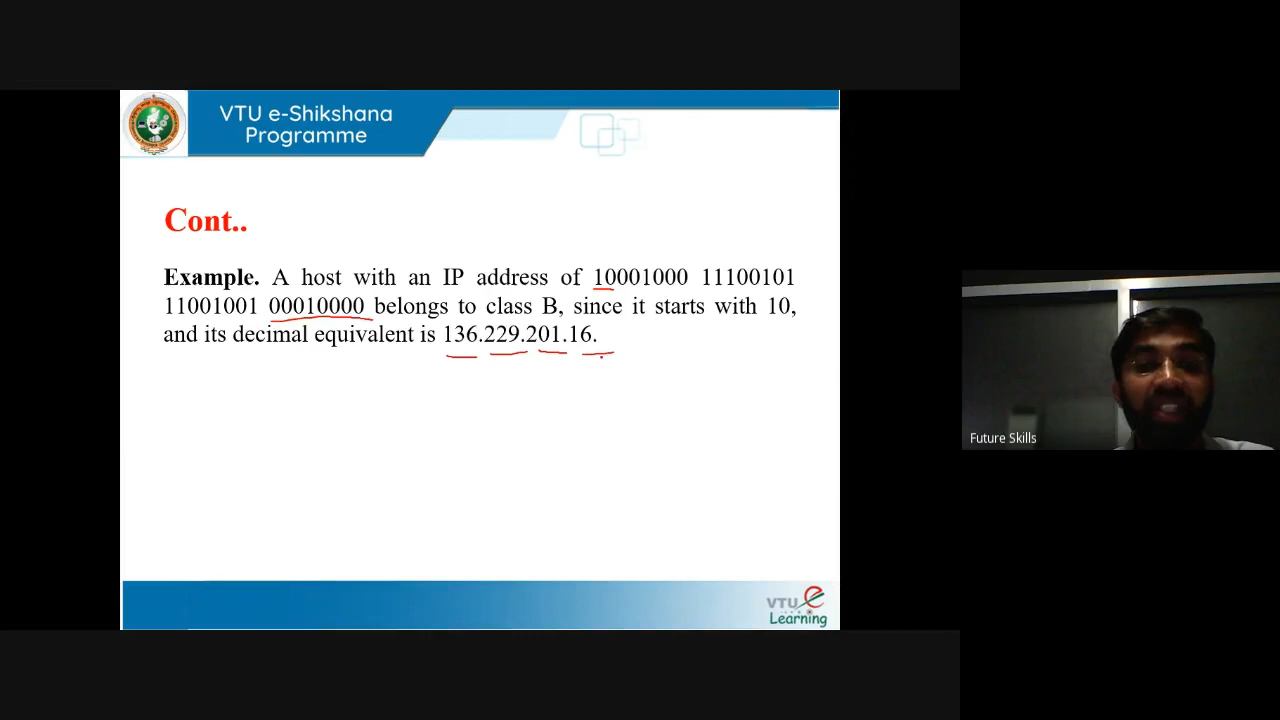 VTU e-Shikshana
Programme
Cont..
Example. A host with an IP address of 10001000 11100101
11001001 00010000 belongs to class B, since it starts with 10,
and its decimal equivalent is 136.229.201.16.
Future Skills
VTU e
Learning